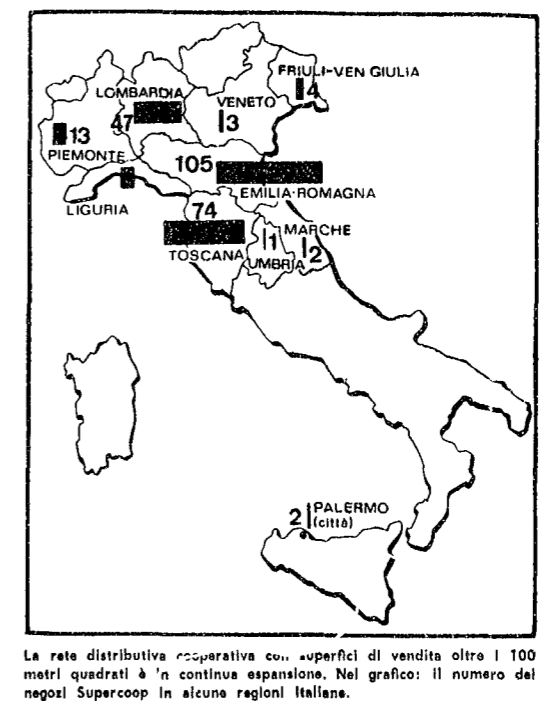 FRIULI-VEN GIULIA
4
LOMBARDIA
47
VENETO
3
13
PIEMONTE
105
EMILIA-ROMAGNA
LIGURIA
74
TOSCANA
MARCHE
1
2
UMBRIA
2 PALERMO
(città)
La rete distributiva cooperativa con superfici di vendita oltre i 100
metri quadrati è 'n continua espansione. Nel grafico: il numero dei
negozi Supercoop in alcune regioni italiane.